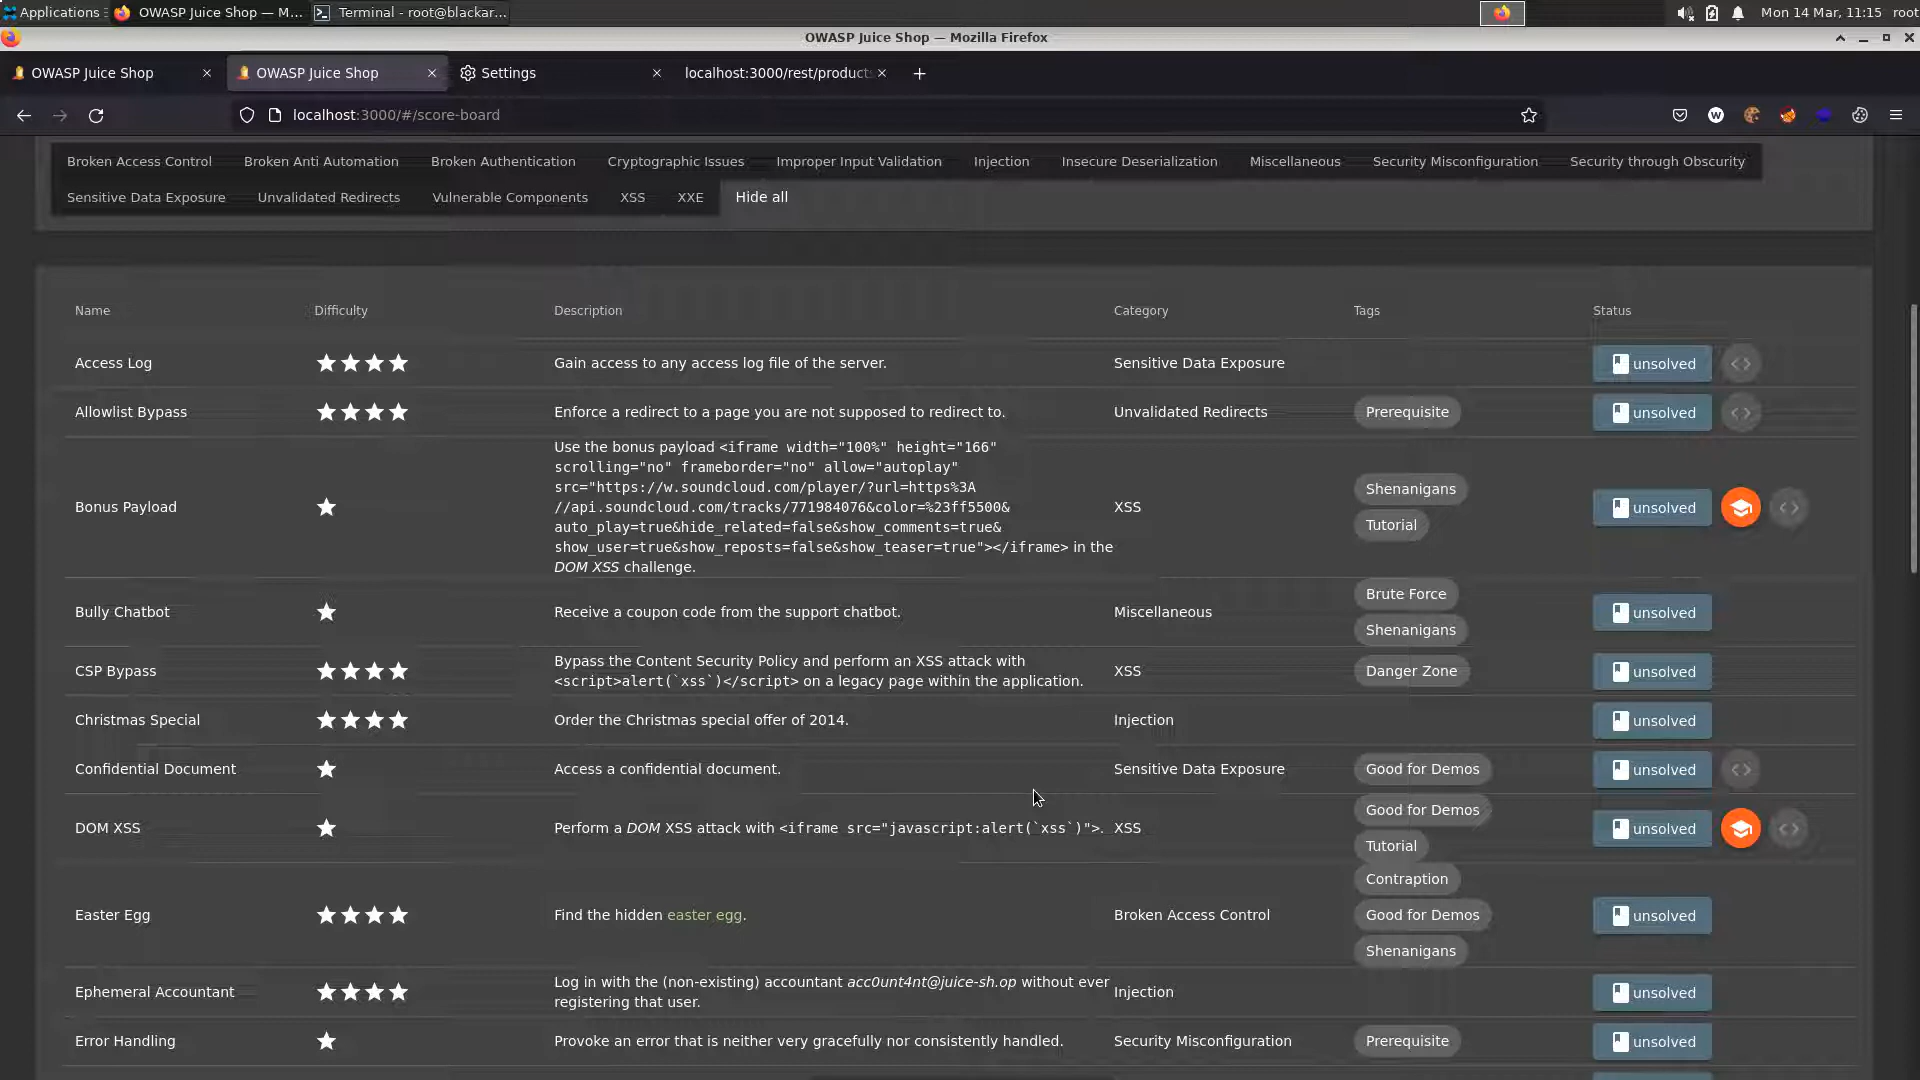 Applications
OWASP Juice Shop — M...
Terminal - root@blackar...
Mon 14 Mar, 11:15
root
OWASP Juice Shop — Mozilla Firefox
OWASP Juice Shop
OWASP Juice Shop
Settings
localhost:3000/rest/product
localhost:3000/#/score-board
Broken Access Control Broken Anti Automation Broken Authentication Cryptographic Issues Improper Input Validation Injection Insecure Deserialization Miscellaneous Security Misconfiguration Security through Obscurity
Sensitive Data Exposure Unvalidated Redirects Vulnerable Components XSS XXE Hide all
Name Difficulty Description Category Tags Status
Access Log
Gain access to any access log file of the server.
Sensitive Data Exposure
unsolved
Allowlist Bypass
Enforce a redirect to a page you are not supposed to redirect to.
Unvalidated Redirects
Prerequisite
unsolved
Bonus Payload
Use the bonus payload <iframe width="100%" height="166"
scrolling="no" frameborder="no" allow="autoplay"
src="https://w.soundcloud.com/player/?url=https%3A
//api.soundcloud.com/tracks/771984076&color=%23ff5500&
auto_play=true&hide_related=false&show_comments=true&
show_user=true&show_reposts=false&show_teaser=true"></iframe> in the
DOM XSS challenge.
XSS
Shenanigans
Tutorial
unsolved
Bully Chatbot
Receive a coupon code from the support chatbot.
Miscellaneous
Brute Force
Shenanigans
unsolved
CSP Bypass
Bypass the Content Security Policy and perform an XSS attack with
<script>alert(`xss`)</script> on a legacy page within the application.
XSS
Danger Zone
unsolved
Christmas Special
Order the Christmas special offer of 2014.
Injection
unsolved
Confidential Document
Access a confidential document.
Sensitive Data Exposure
Good for Demos
unsolved
DOM XSS
Perform a DOM XSS attack with <iframe src="javascript:alert(`xss`)">.
XSS
Good for Demos
Tutorial
unsolved
Easter Egg
Find the hidden easter egg.
Broken Access Control
Contraption
Good for Demos
Shenanigans
unsolved
Ephemeral Accountant
Log in with the (non-existing) accountant acc0unt4nt@juice-sh.op without ever
registering that user.
Injection
unsolved
Error Handling
Provoke an error that is neither very gracefully nor consistently handled.
Security Misconfiguration
Prerequisite
unsolved